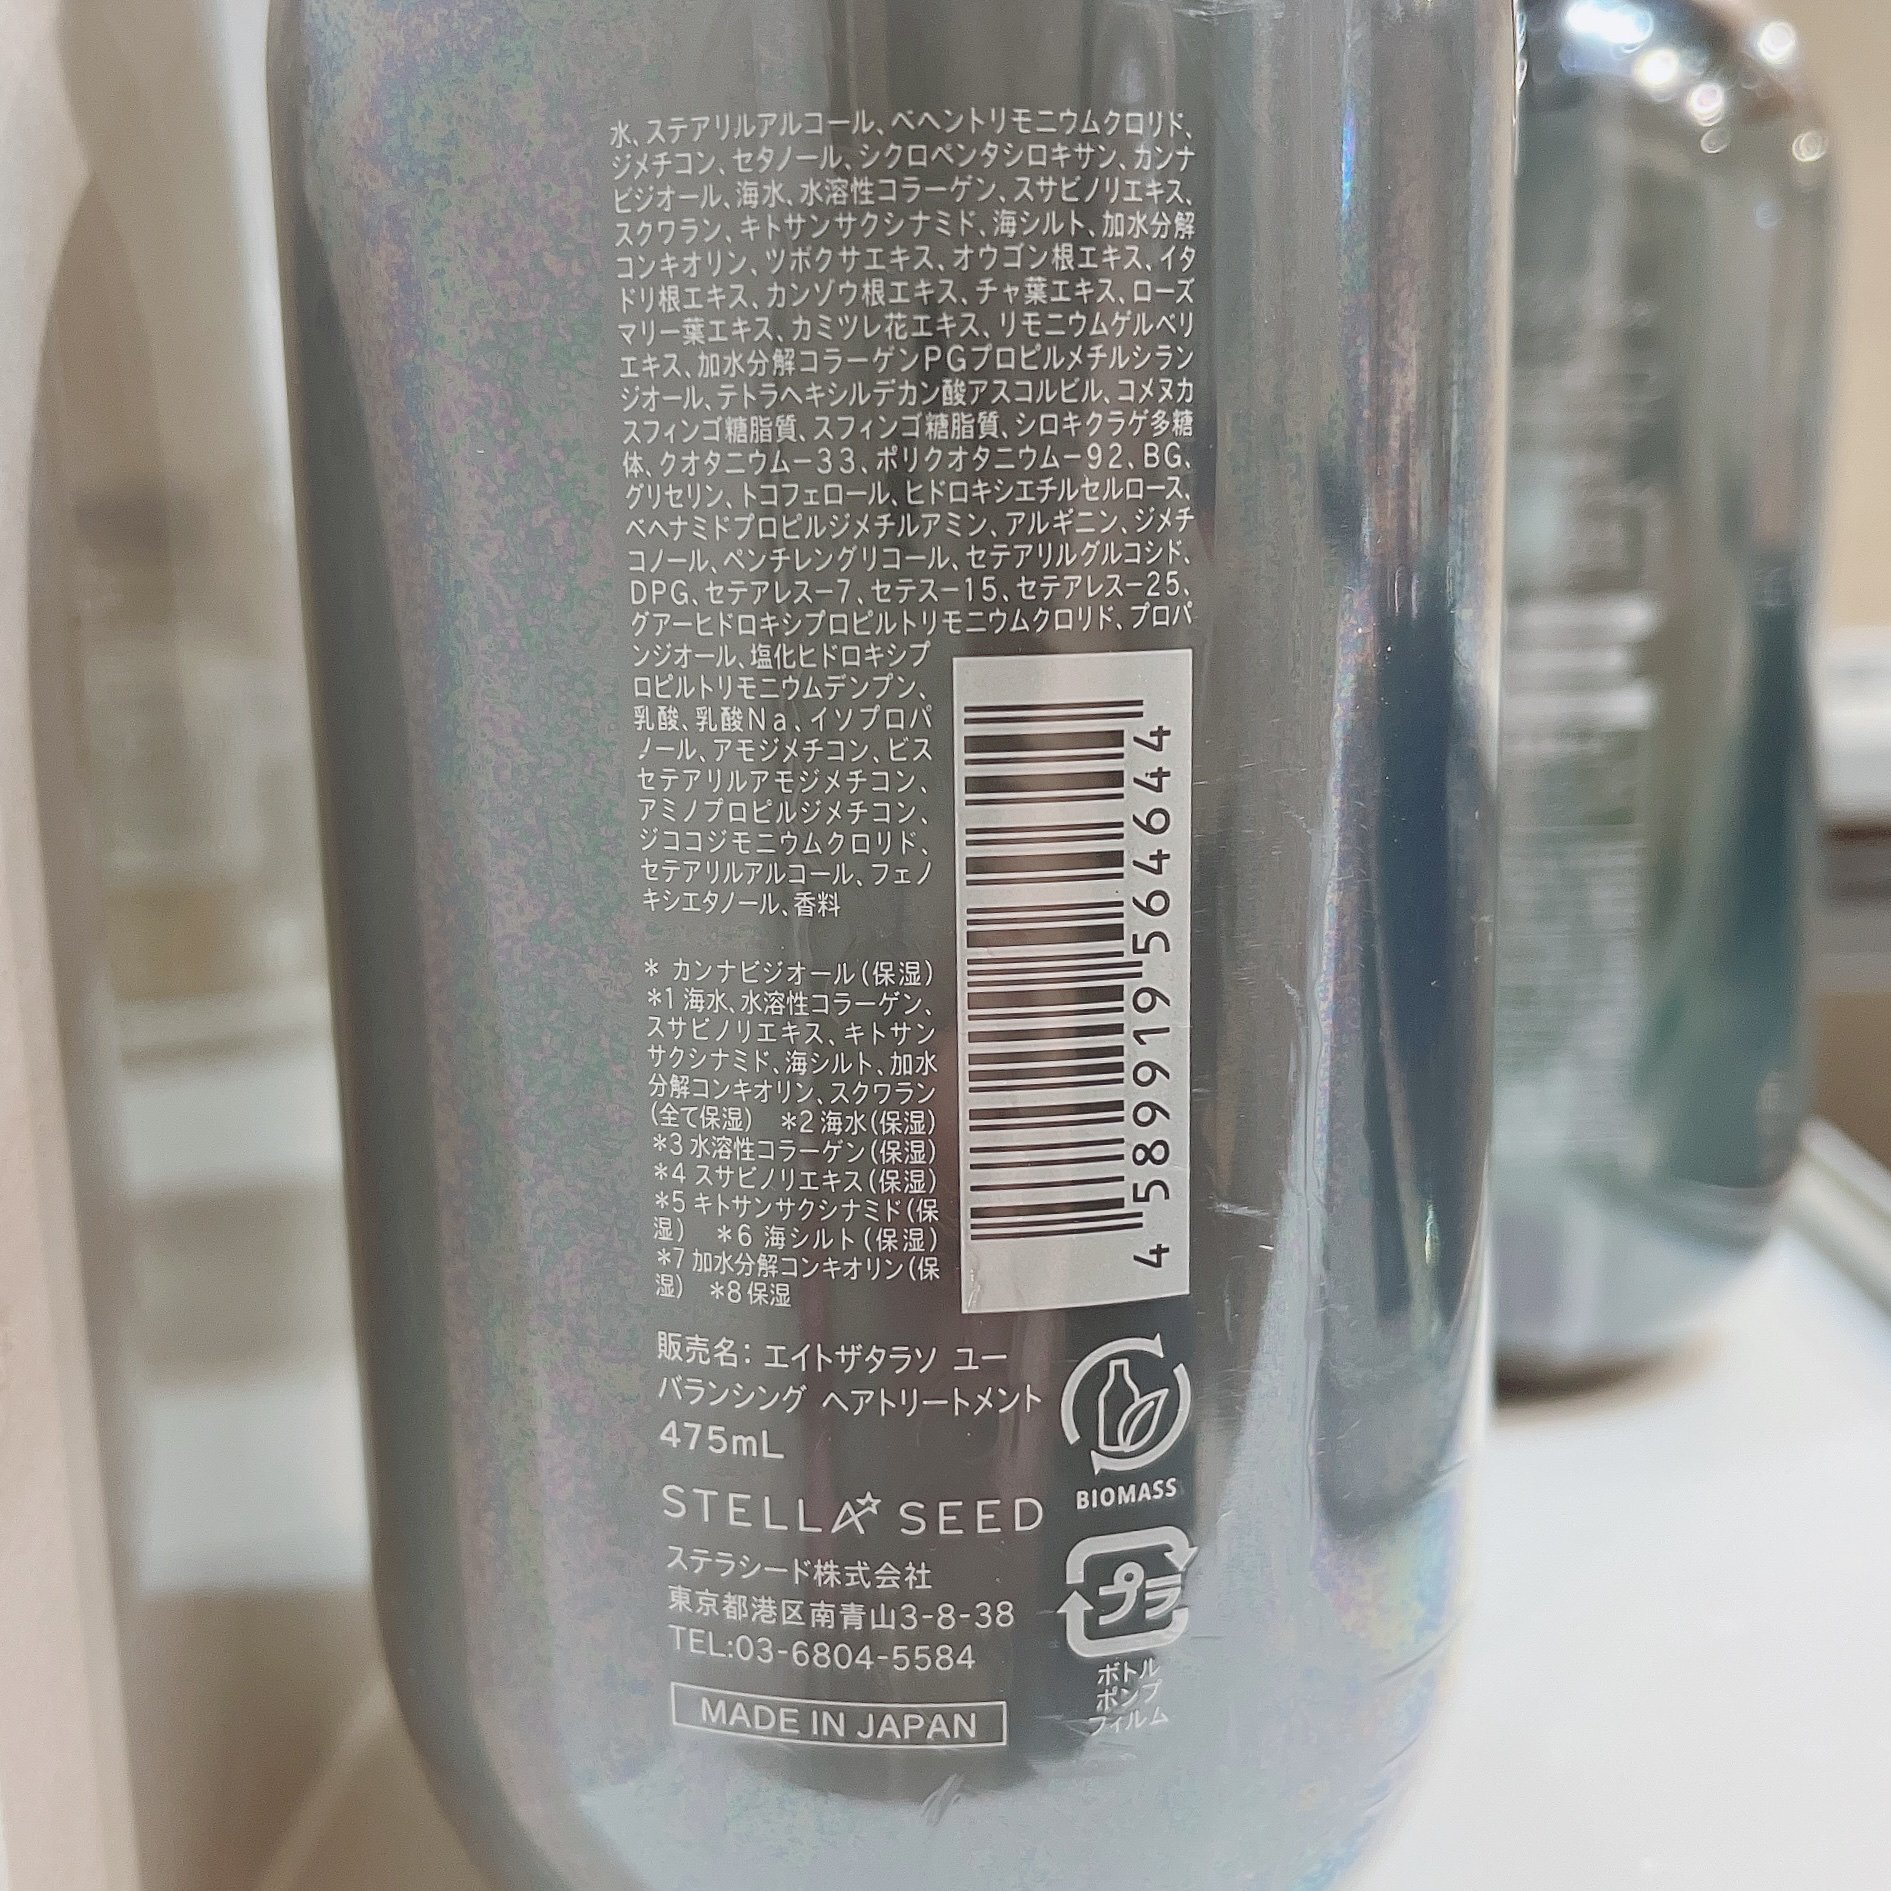 水、ステアリルアルコール、ベヘントリモニウムクロリド、
ジメチコン、セタノール、シクロペンタシロキサン、カンナ
ビジオール、海水、水溶性コラーゲン、スサビノリエキス、
スクワラン、キトサンサクシナミド、海シルト、加水分解
コンキオリン、ツボクサエキス、オウゴン根エキス、イタ
ドリ根エキス、カンゾウ根エキス、チャ葉エキス、ローズ
マリー葉エキス、カミツレ花エキス、リモニウムゲルベリ
エキス、加水分解コラーゲンPGプロピルメチルシラン
ジオール、テトラヘキシルデカン酸アスコルビル、コメヌカ
スフィンゴ糖脂質、スフィンゴ糖脂質、シロキクラゲ多糖
体、クオタニウム－33、ポリクオタニウム－92、BG、
グリセリン、トコフェロール、ヒドロキシエチルセルロース、
ベヘナミドプロピルジメチルアミン、アルギニン、ジメチ
コノール、ペンチレングリコール、セテアリルグルコシド、
DPG、セテアレス－7、セテス－15、セテアレス－25、
グアーヒドロキシプロピルトリモニウムクロリド、プロパ
ンジオール、塩化ヒドロキシプ
ロピルトリモニウムデンプン、
乳酸、乳酸Na、イソプロパ
ノール、アモジメチコン、ビス
セテアリルアモジメチコン、
アミノプロピルジメチコン、
ジココジモニウムクロリド、
セテアリルアルコール、フェノ
キシエタノール、香料
* カンナビジオール(保湿)
*1 海水、水溶性コラーゲン、
スサビノリエキス、キトサン
サクシナミド、海シルト、加水
分解コンキオリン、スクワラン
(全て保湿)　*2 海水(保湿)
*3 水溶性コラーゲン(保湿)
*4 スサビノリエキス(保湿)
*5 キトサンサクシナミド(保
湿)　*6 海シルト(保湿)
*7 加水分解コンキオリン(保
湿)　*8 保湿
4 589919 564644
販売名：エイトザタラソ ユー
バランシング ヘアトリートメント
475mL
BIOMASS
STELLA SEED
ステラシード株式会社
東京都港区南青山3-8-38
TEL:03-6804-5584
MADE IN JAPAN
プラ
ボトル
ポンプ
フィルム